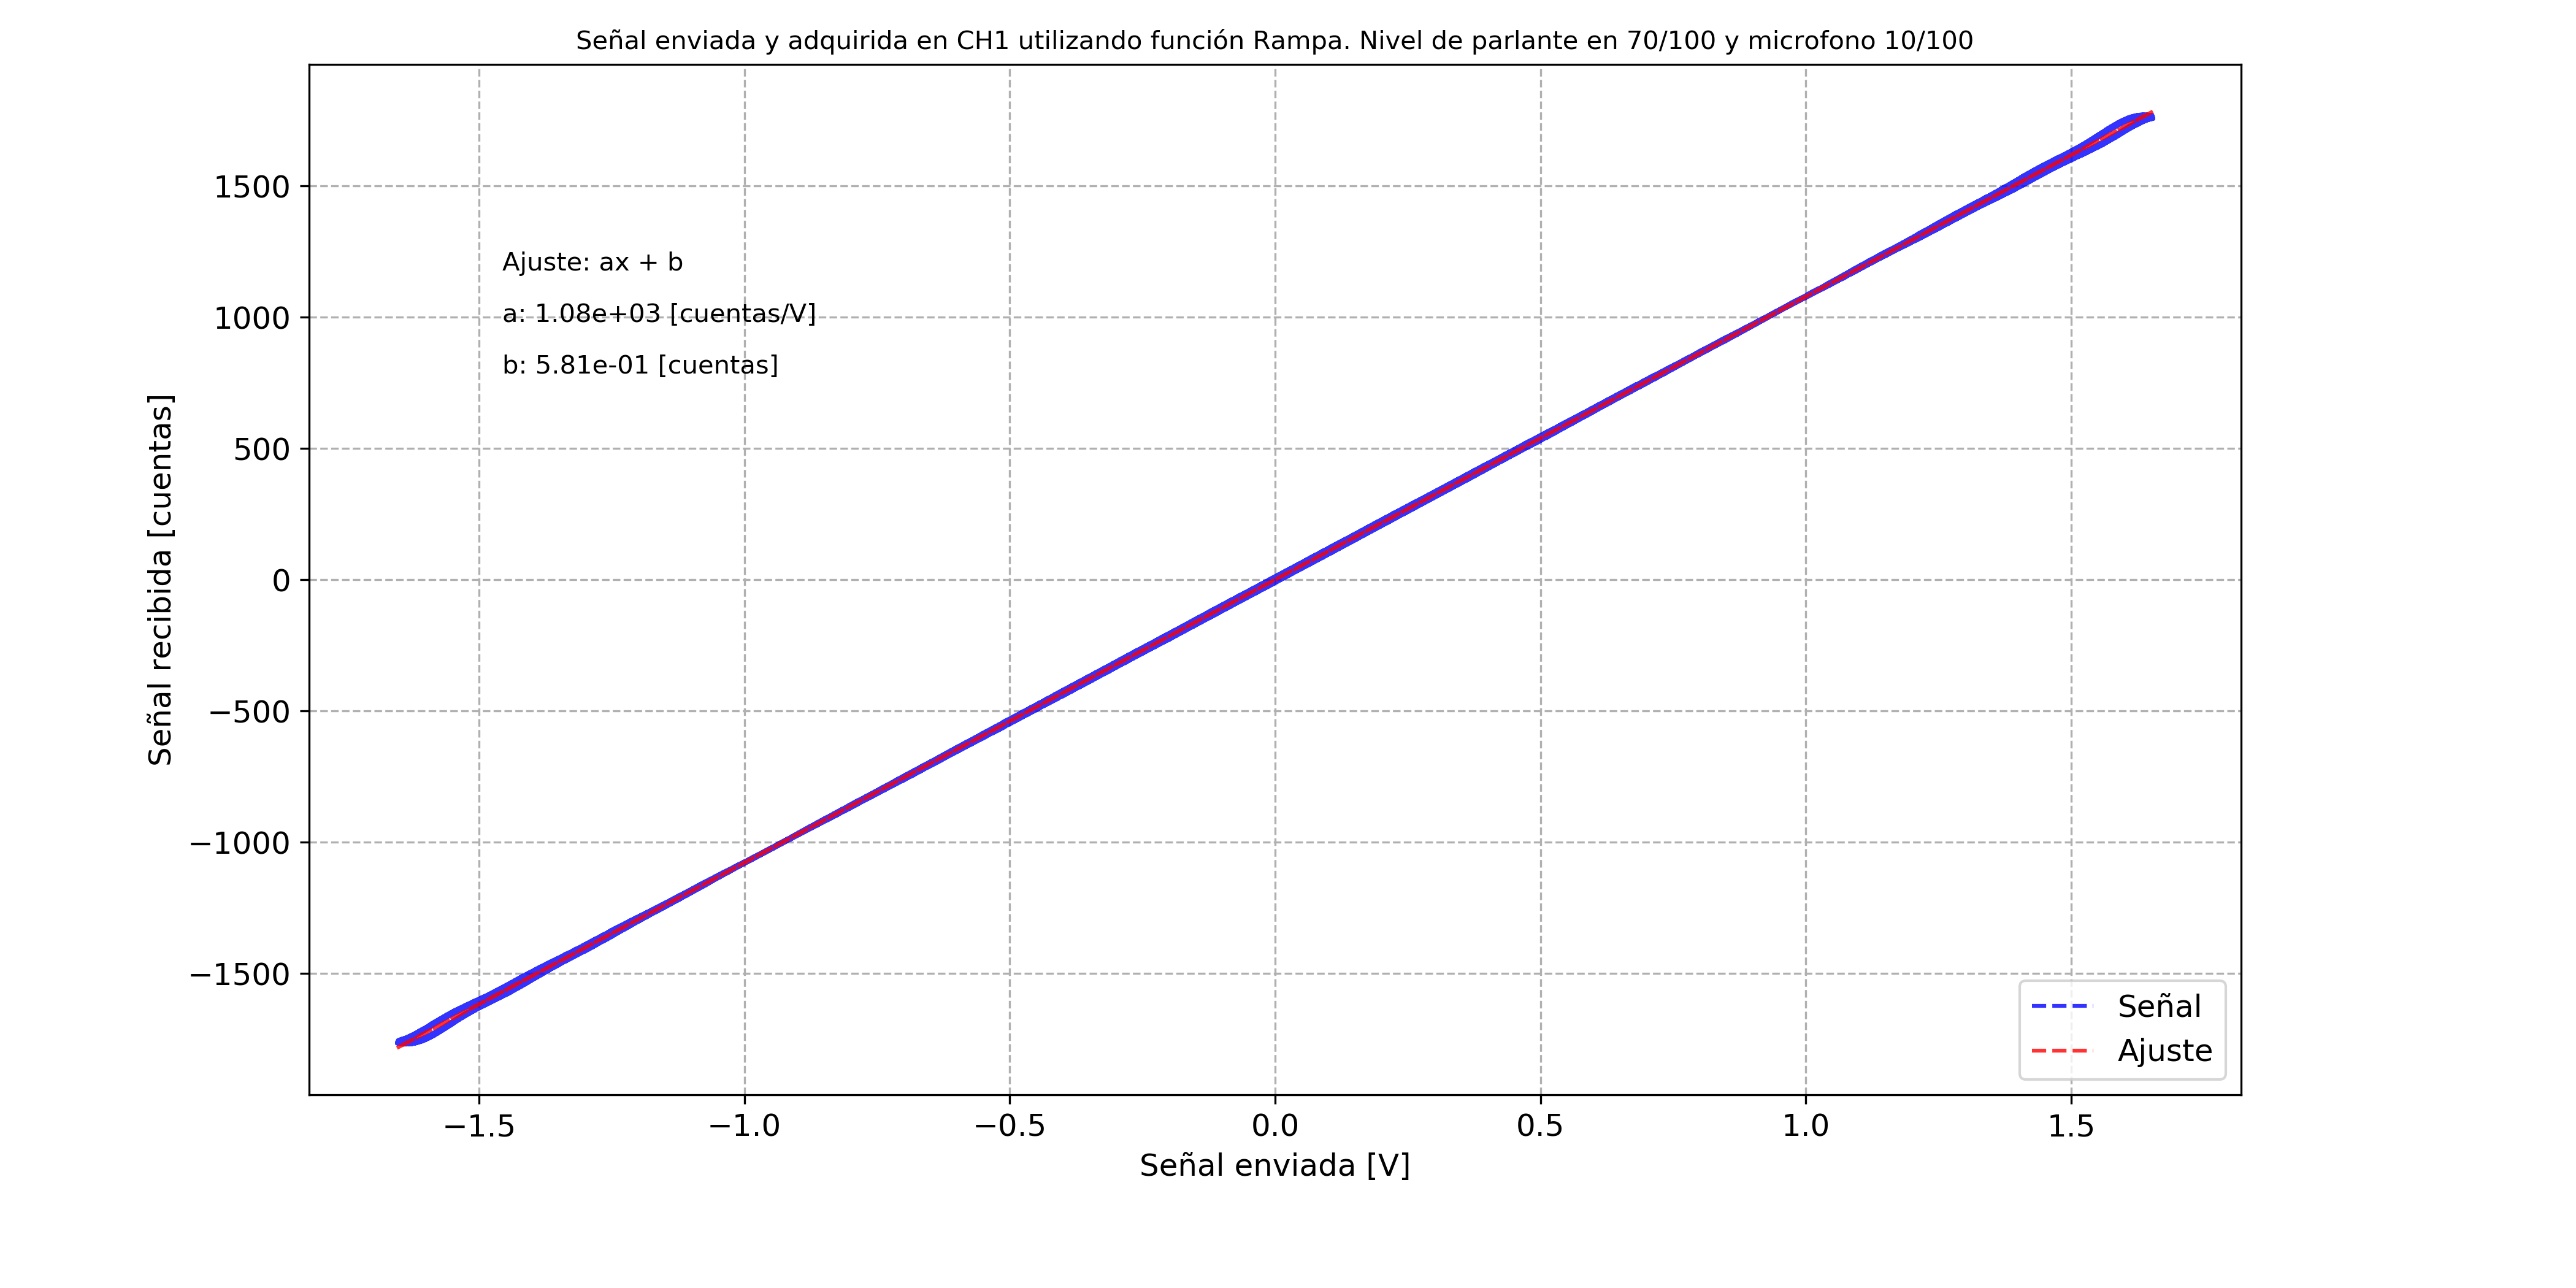 Señal enviada y adquirida en CH1 utilizando función Rampa. Nivel de parlante en 70/100 y microfono 10/100
Señal recibida [cuentas]
1500
1000
500
0
−500
−1000
−1500
Ajuste: ax + b
a: 1.08e+03 [cuentas/V]
b: 5.81e-01 [cuentas]
Señal
Ajuste
−1.5
−1.0
−0.5
0.0
0.5
1.0
1.5
Señal enviada [V]